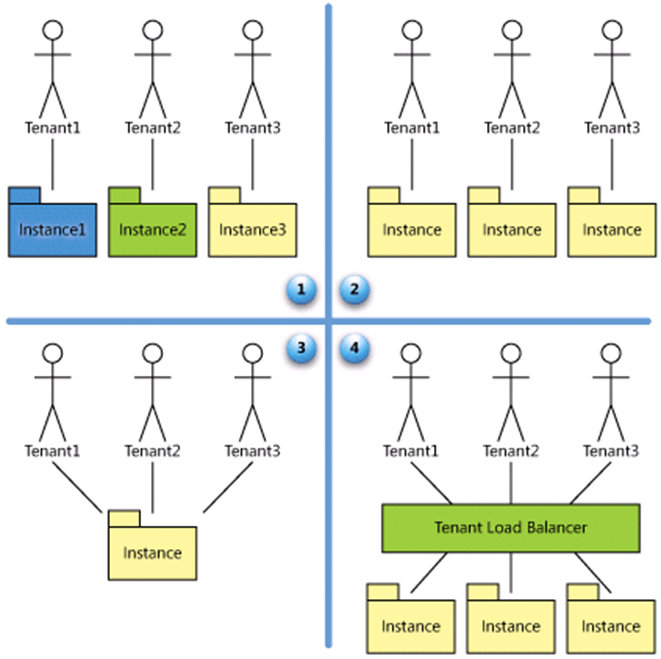 Tenant1 Tenant2 Tenant3
Instance1 Instance2 Instance3
1
Tenant1 Tenant2 Tenant3
Instance Instance Instance
2
3
Tenant1 Tenant2 Tenant3
Instance
4
Tenant1 Tenant2 Tenant3
Tenant Load Balancer
Instance Instance Instance